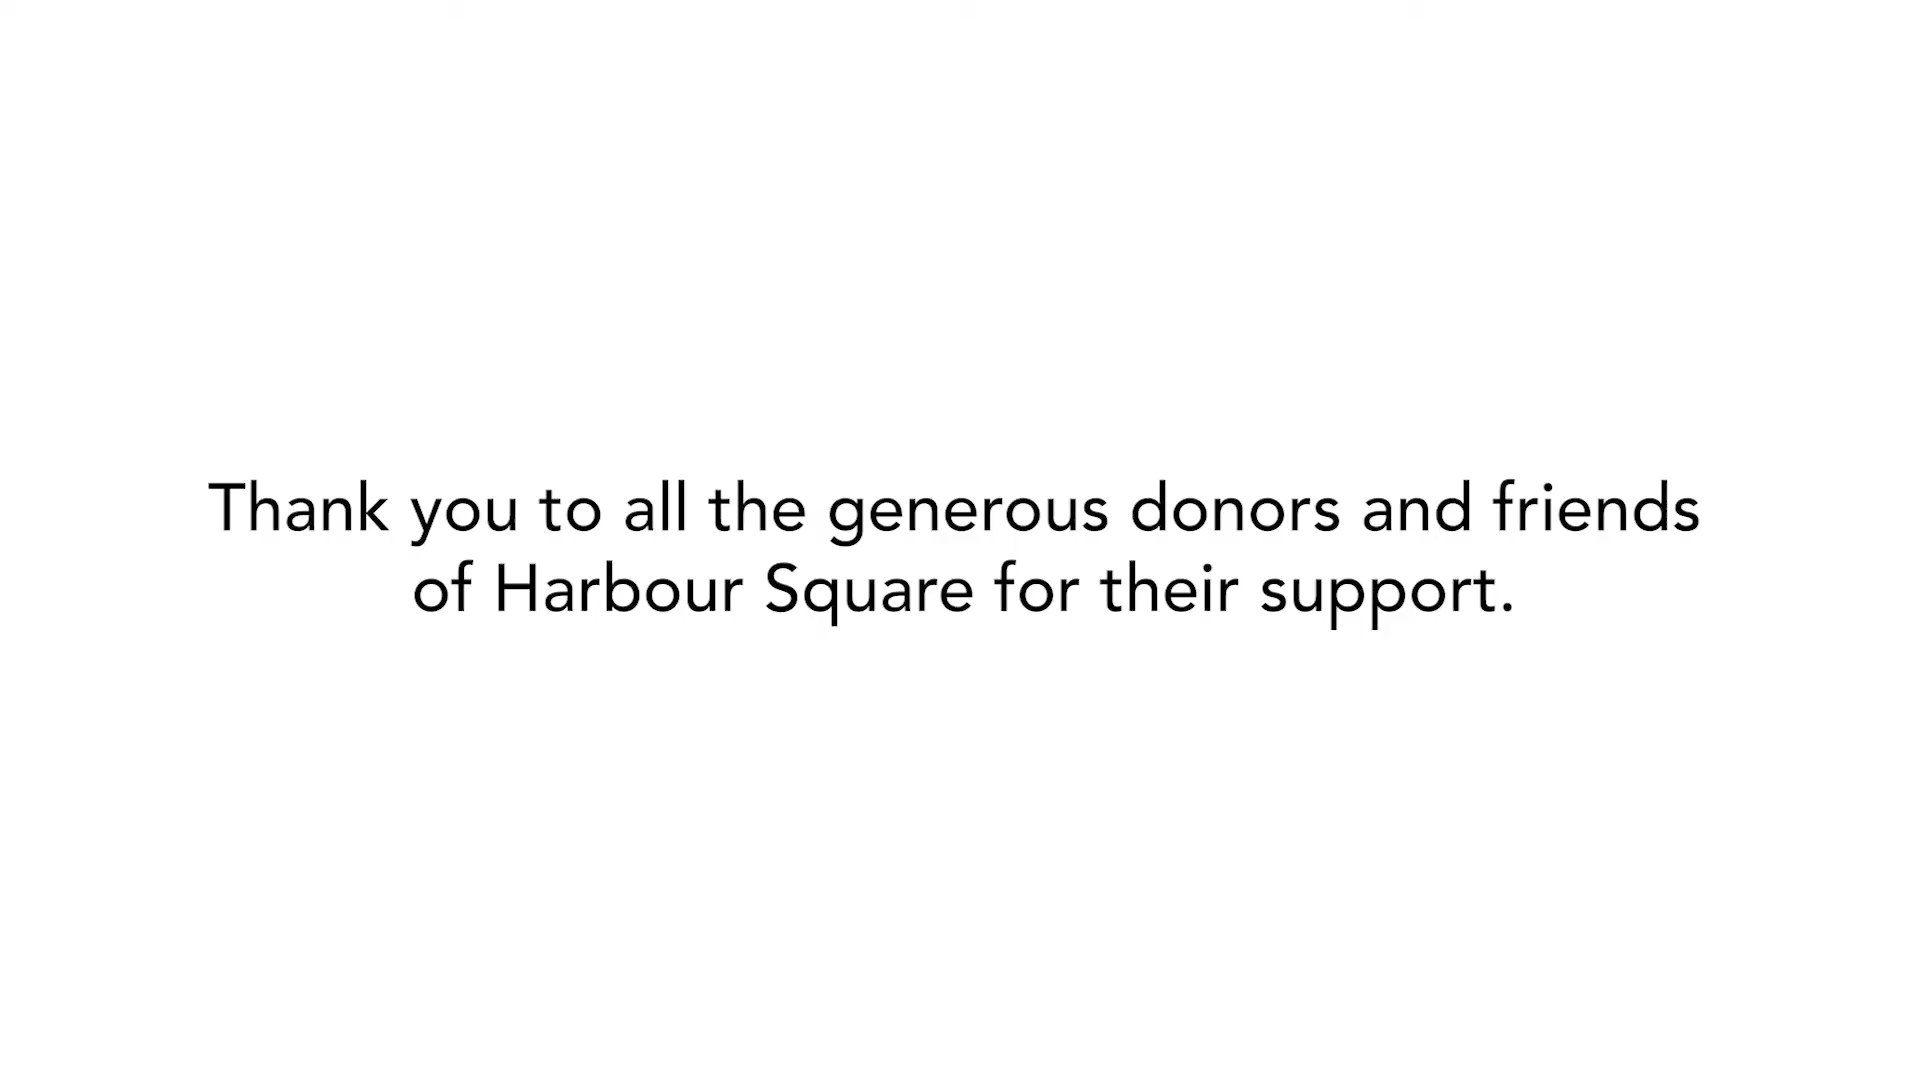 Thank you to all the generous donors and friends
of Harbour Square for their support.